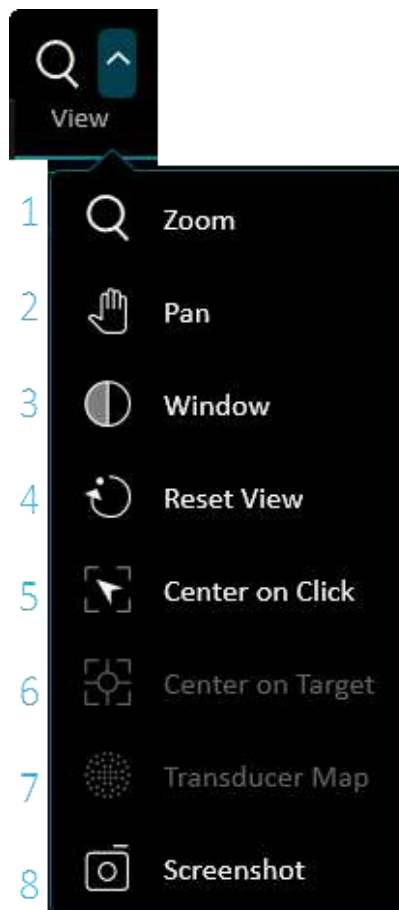 View
1 Zoom
2 Pan
3 Window
4 Reset View
5 Center on Click
6 Center on Target
7 Transducer Map
8 Screenshot